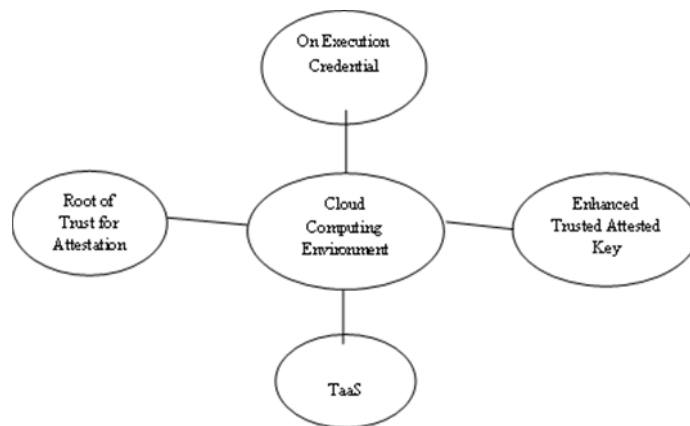 On Execution
Credential
Root of
Trust for
Attestation
Cloud
Computing
Environment
Enhanced
Trusted Attested
Key
TaaS